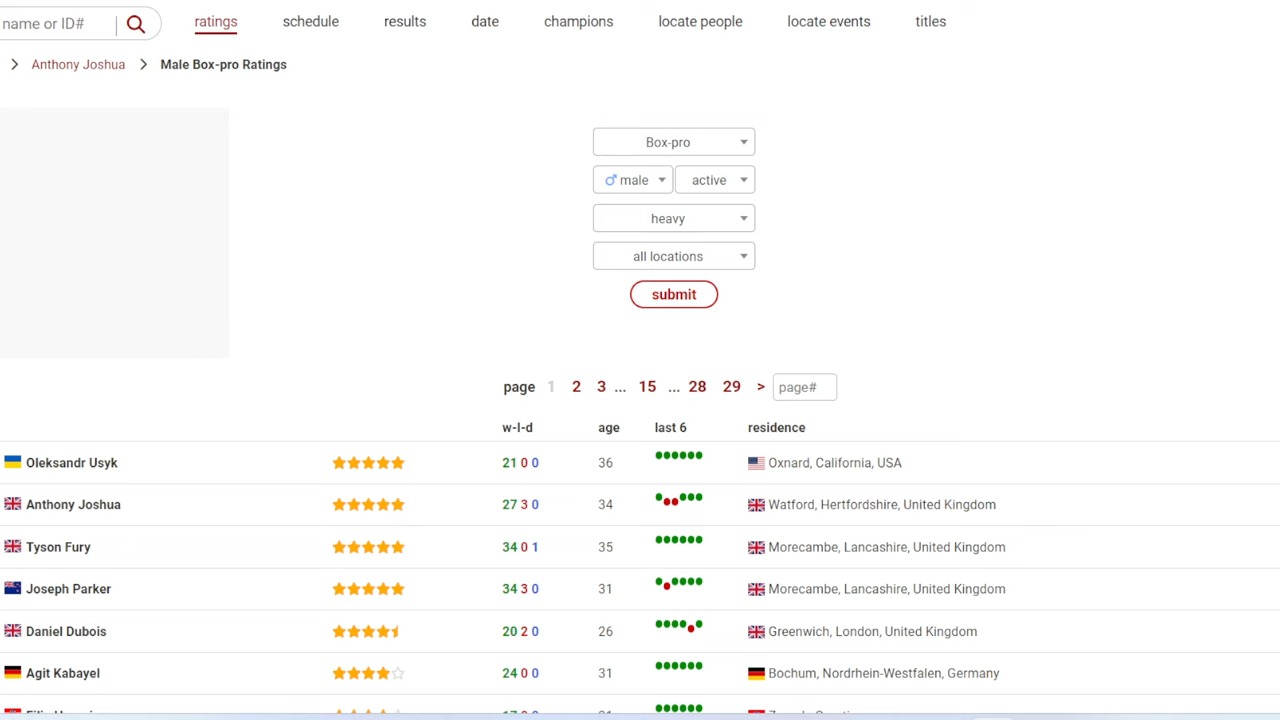 name or ID#
ratings schedule results date champions locate people locate events titles
> Anthony Joshua > Male Box-pro Ratings
Box-pro
♂ male active
heavy
all locations
submit
page 1 2 3 ... 15 ... 28 29 > page#
w-l-d age last 6 residence
Oleksandr Usyk 21 0 0 36 Oxnard, California, USA
Anthony Joshua 27 3 0 34 Watford, Hertfordshire, United Kingdom
Tyson Fury 34 0 1 35 Morecambe, Lancashire, United Kingdom
Joseph Parker 34 3 0 31 Morecambe, Lancashire, United Kingdom
Daniel Dubois 20 2 0 26 Greenwich, London, United Kingdom
Agit Kabayel 24 0 0 31 Bochum, Nordrhein-Westfalen, Germany